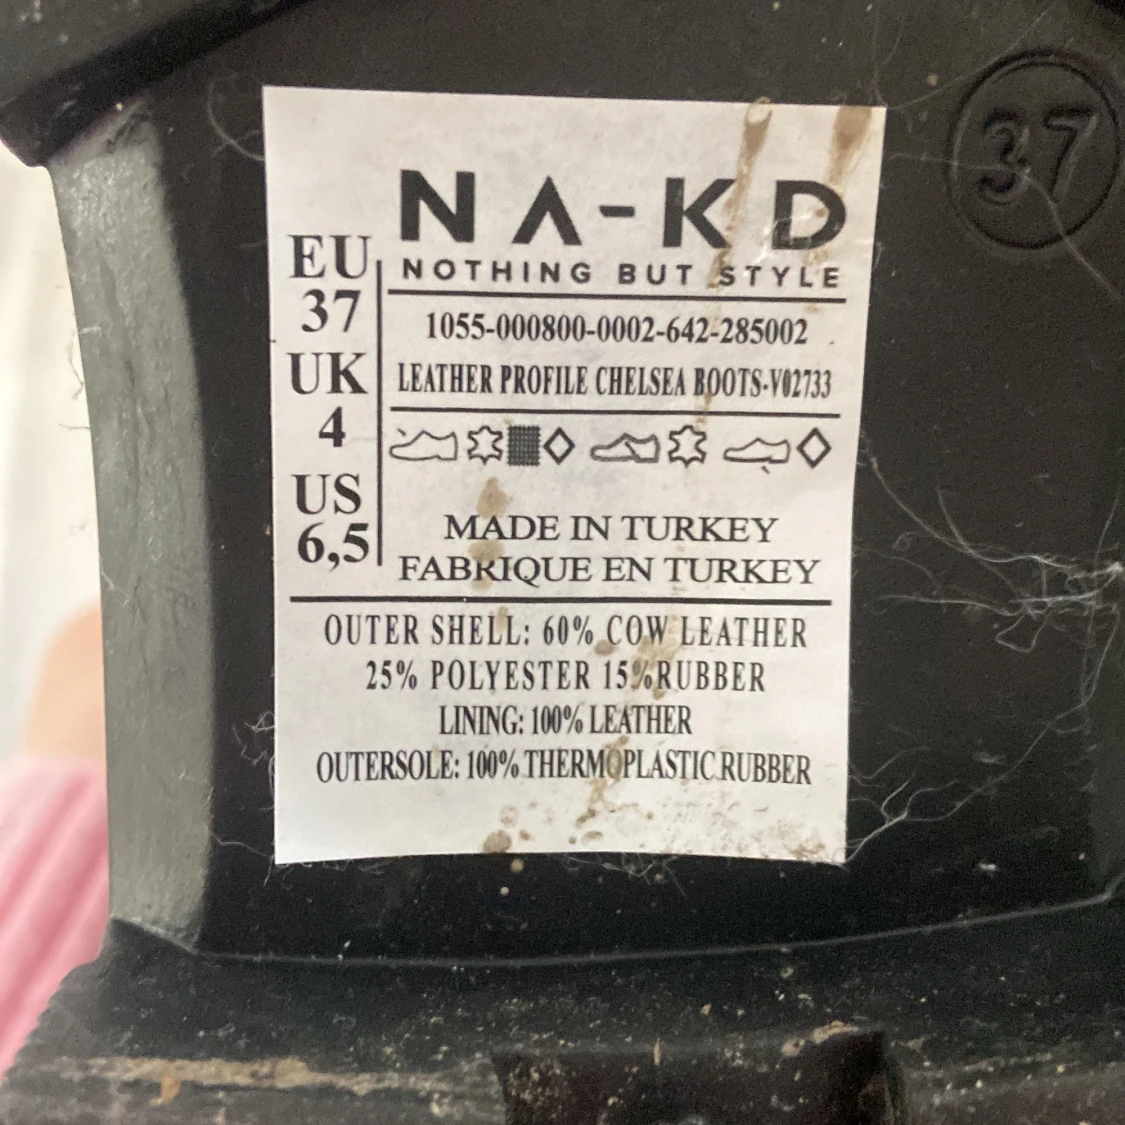 NA-KD
NOTHING BUT STYLE
EU
37
UK
4
US
6,5
1055-000800-0002-642-285002
LEATHER PROFILE CHELSEA BOOTS-V02733
MADE IN TURKEY
FABRIQUE EN TURKEY
OUTER SHELL: 60% COW LEATHER
25% POLYESTER 15%RUBBER
LINING: 100% LEATHER
OUTERSOLE: 100% THERMOPLASTIC RUBBER
37